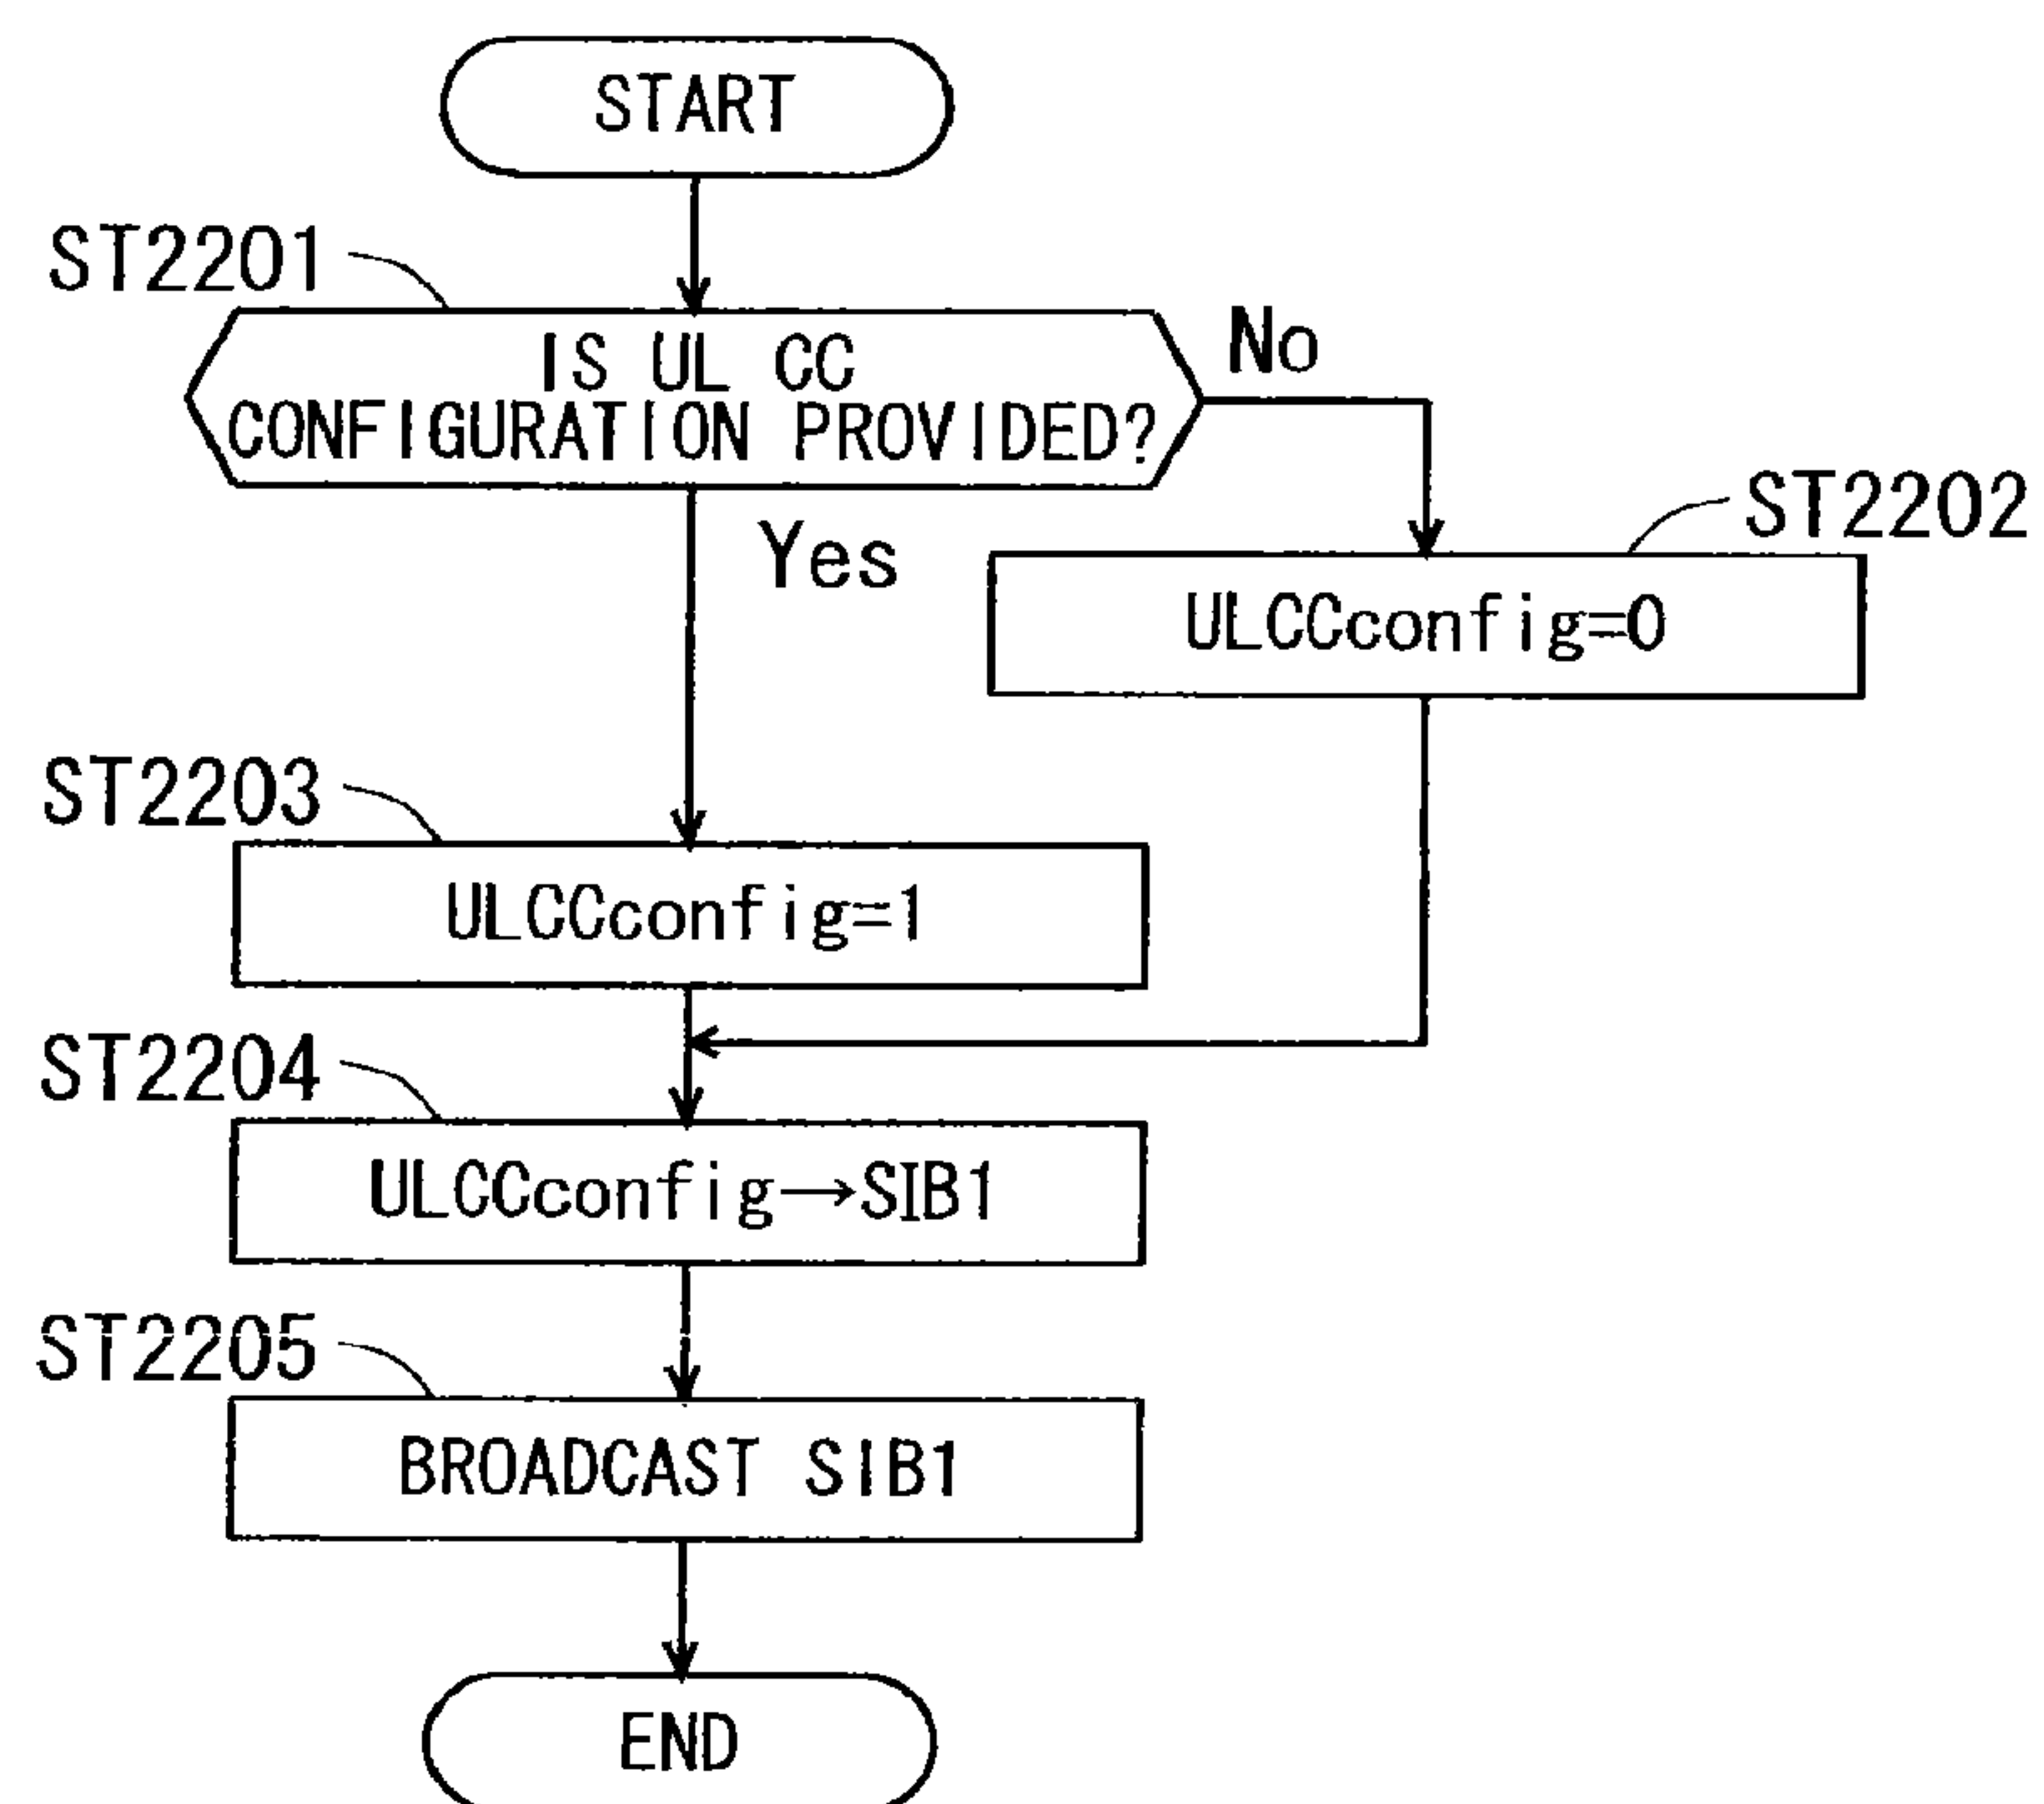 START
ST2201
IS UL CC
CONFIGURATION PROVIDED?
No
Yes
ST2202
ULCCconfig=0
ST2203
ULCCconfig=1
ST2204
ULCCconfig→SIB1
ST2205
BROADCAST SIB1
END